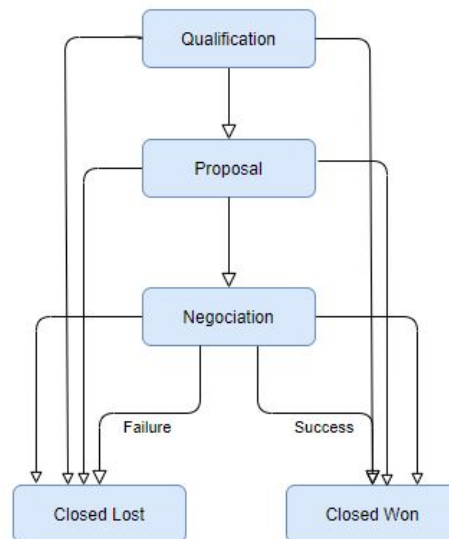 Qualification
Proposal
Negociation
Failure
Success
Closed Lost
Closed Won